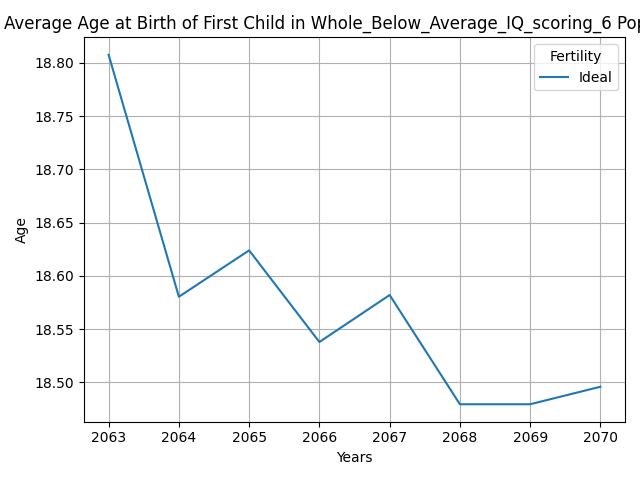 Average Age at Birth of First Child in Whole_Below_Average_IQ_scoring_6 Pop
Fertility
Ideal
18.80
18.75
18.70
18.65
18.60
18.55
18.50
Age
2063 2064 2065 2066 2067 2068 2069 2070
Years